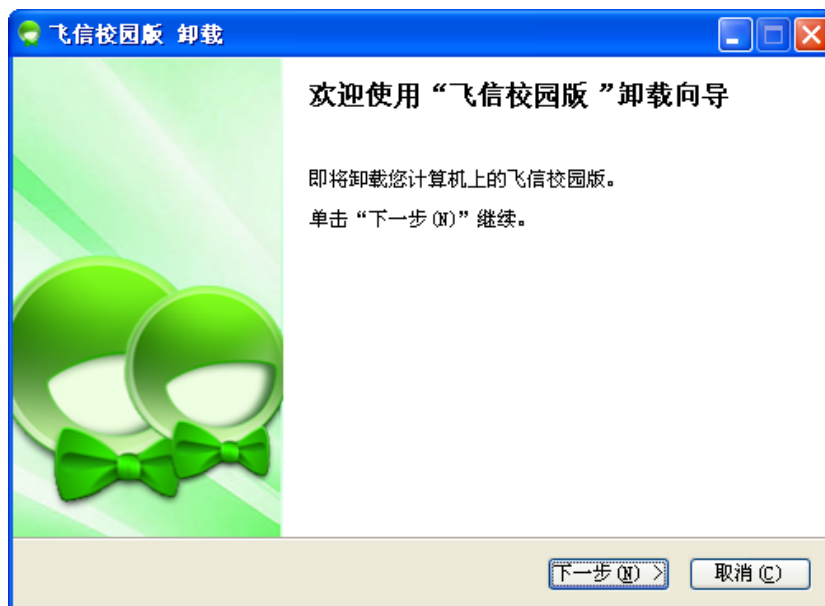 飞信校园版 卸载
欢迎使用“飞信校园版 ”卸载向导
即将卸载您计算机上的飞信校园版。
单击“下一步(N)”继续。
下一步(N) >
取消(C)